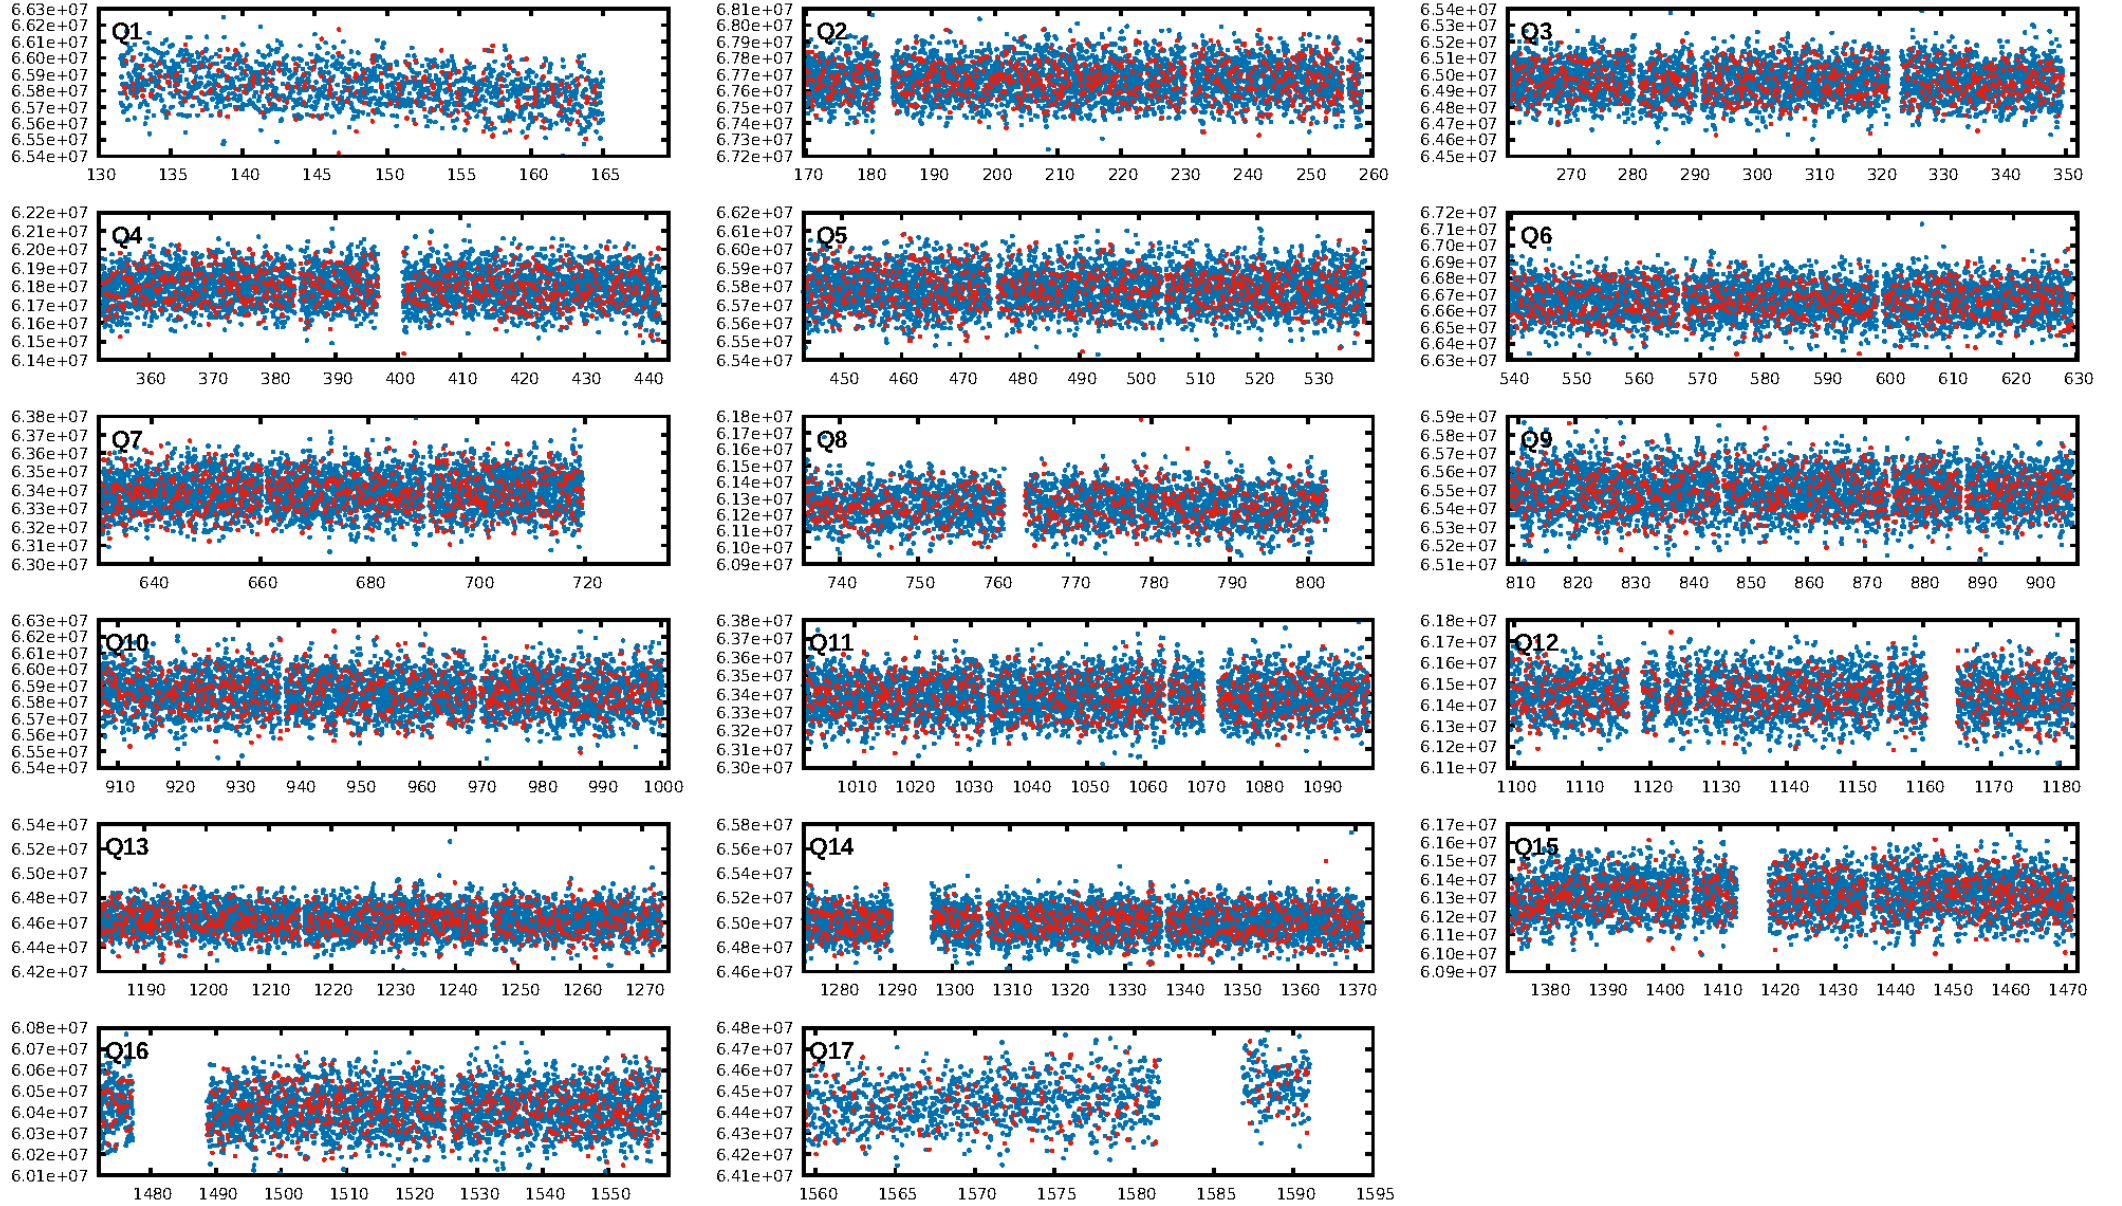 6.63e+07
6.62e+07
6.61e+07
6.60e+07
6.59e+07
6.58e+07
6.57e+07
6.56e+07
6.55e+07
6.54e+07
Q1
130 135 140 145 150 155 160 165
6.81e+07
6.80e+07
6.79e+07
6.78e+07
6.77e+07
6.76e+07
6.75e+07
6.74e+07
6.73e+07
6.72e+07
Q2
170 180 190 200 210 220 230 240 250 260
6.54e+07
6.53e+07
6.52e+07
6.51e+07
6.50e+07
6.49e+07
6.48e+07
6.47e+07
6.46e+07
6.45e+07
Q3
270 280 290 300 310 320 330 340 350
6.22e+07
6.21e+07
6.20e+07
6.19e+07
6.18e+07
6.17e+07
6.16e+07
6.15e+07
6.14e+07
Q4
360 370 380 390 400 410 420 430 440
6.62e+07
6.61e+07
6.60e+07
6.59e+07
6.58e+07
6.57e+07
6.56e+07
6.55e+07
6.54e+07
Q5
450 460 470 480 490 500 510 520 530
6.72e+07
6.71e+07
6.70e+07
6.69e+07
6.68e+07
6.67e+07
6.66e+07
6.65e+07
6.64e+07
6.63e+07
Q6
540 550 560 570 580 590 600 610 620 630
6.38e+07
6.37e+07
6.36e+07
6.35e+07
6.34e+07
6.33e+07
6.32e+07
6.31e+07
6.30e+07
Q7
640 660 680 700 720
6.18e+07
6.17e+07
6.16e+07
6.15e+07
6.14e+07
6.13e+07
6.12e+07
6.11e+07
6.10e+07
6.09e+07
Q8
740 750 760 770 780 790 800
6.59e+07
6.58e+07
6.57e+07
6.56e+07
6.55e+07
6.54e+07
6.53e+07
6.52e+07
6.51e+07
Q9
810 820 830 840 850 860 870 880 890 900
6.63e+07
6.62e+07
6.61e+07
6.60e+07
6.59e+07
6.58e+07
6.57e+07
6.56e+07
6.55e+07
6.54e+07
Q10
910 920 930 940 950 960 970 980 990 1000
6.38e+07
6.37e+07
6.36e+07
6.35e+07
6.34e+07
6.33e+07
6.32e+07
6.31e+07
6.30e+07
Q11
1010 1020 1030 1040 1050 1060 1070 1080 1090
6.18e+07
6.17e+07
6.16e+07
6.15e+07
6.14e+07
6.13e+07
6.12e+07
6.11e+07
Q12
1100 1110 1120 1130 1140 1150 1160 1170 1180
6.54e+07
6.52e+07
6.50e+07
6.48e+07
6.46e+07
6.44e+07
6.42e+07
Q13
1190 1200 1210 1220 1230 1240 1250 1260 1270
6.58e+07
6.56e+07
6.54e+07
6.52e+07
6.50e+07
6.48e+07
6.46e+07
Q14
1280 1290 1300 1310 1320 1330 1340 1350 1360 1370
6.17e+07
6.16e+07
6.15e+07
6.14e+07
6.13e+07
6.12e+07
6.11e+07
6.10e+07
6.09e+07
Q15
1380 1390 1400 1410 1420 1430 1440 1450 1460 1470
6.08e+07
6.07e+07
6.06e+07
6.05e+07
6.04e+07
6.03e+07
6.02e+07
6.01e+07
Q16
1480 1490 1500 1510 1520 1530 1540 1550
6.48e+07
6.47e+07
6.46e+07
6.45e+07
6.44e+07
6.43e+07
6.42e+07
6.41e+07
Q17
1560 1565 1570 1575 1580 1585 1590 1595